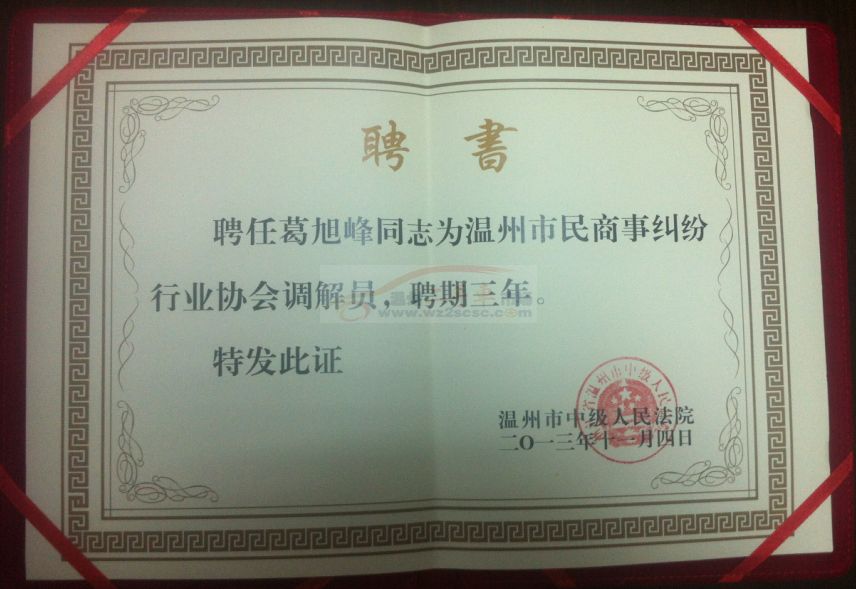 聘 书
聘任葛旭峰同志为温州市民商事纠纷
行业协会调解员，聘期三年。
www.wz2scsc.com
特发此证
温州市中级人民法院
二〇一三年十一月四日